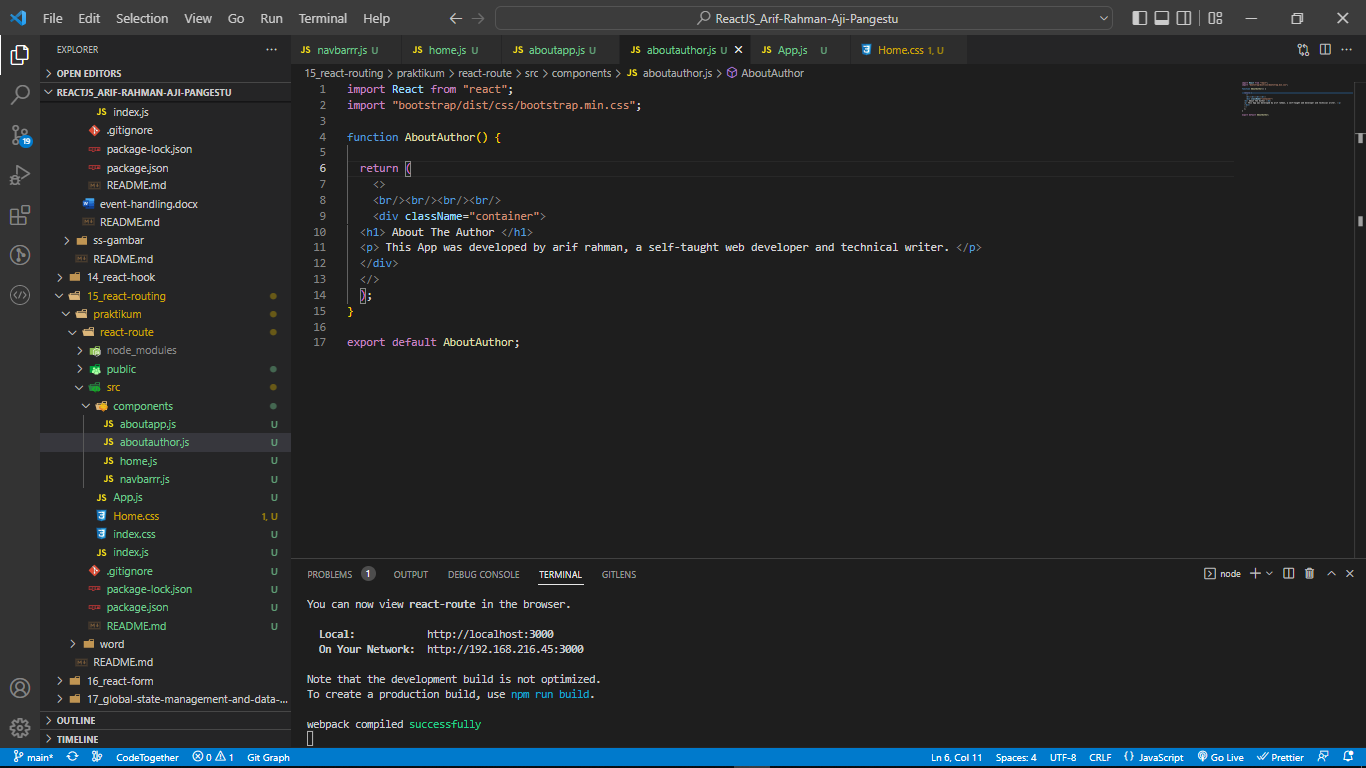 File Edit Selection View Go Run Terminal Help
ReactJS_Arif-Rahman-Aji-Pangestu
EXPLORER
navbarrr.js U
home.js U
aboutapp.js U
aboutauthor.js U
App.js U
Home.css 1, U
OPEN EDITORS
REACTJS_ARIF-RAHMAN-AJI-PANGESTU
index.js
.gitignore
package-lock.json
package.json
README.md
event-handling.docx
README.md
ss-gambar
README.md
14_react-hook
15_react-routing
praktikum
react-route
node_modules
public
src
components
aboutapp.js U
aboutauthor.js U
home.js U
navbarrr.js U
App.js U
Home.css 1, U
index.css U
index.js U
.gitignore U
package-lock.json U
package.json U
README.md U
word
README.md
16_react-form
17_global-state-management-and-data-...
OUTLINE
TIMELINE
19
15_react-routing > praktikum > react-route > src > components > JS aboutauthor.js > AboutAuthor
1 import React from "react";
2 import "bootstrap/dist/css/bootstrap.min.css";
3
4 function AboutAuthor() {
5
6 return (
7 <>
8 <br/><br/><br/><br/>
9 <div className="container">
10 <h1> About The Author </h1>
11 <p> This App was developed by arif rahman, a self-taught web developer and technical writer. </p>
12 </div>
13 </>
14 );
15 }
16
17 export default AboutAuthor;
PROBLEMS 1 OUTPUT DEBUG CONSOLE TERMINAL GITLENS
node
You can now view react-route in the browser.
Local: http://localhost:3000
On Your Network: http://192.168.216.45:3000
Note that the development build is not optimized.
To create a production build, use npm run build.
webpack compiled successfully
main* CodeTogether 0 1 Git Graph
Ln 6, Col 11 Spaces: 4 UTF-8 CRLF {} JavaScript Go Live Prettier